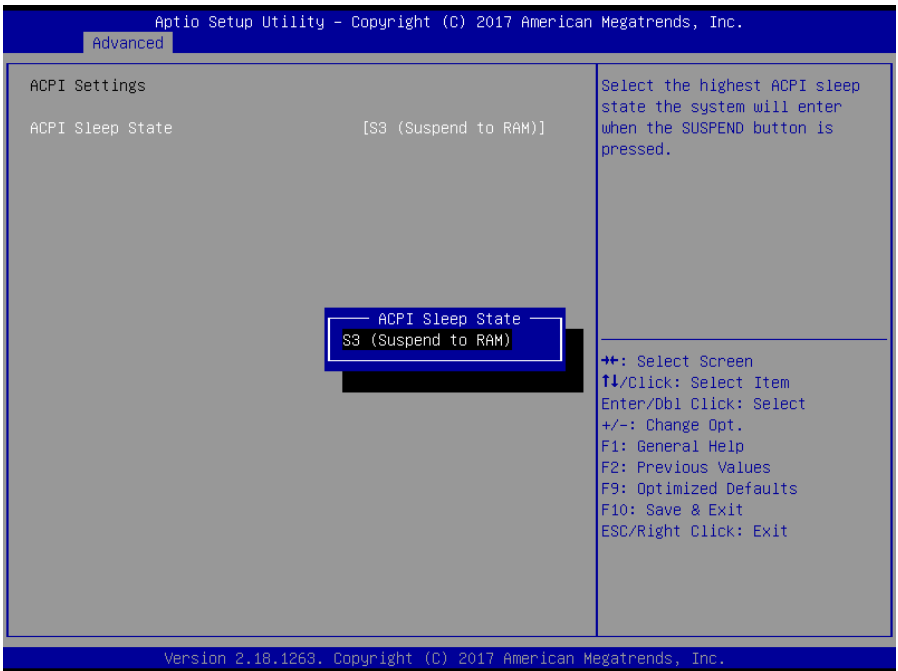 Aptio Setup Utility – Copyright (C) 2017 American Megatrends, Inc.
Advanced
ACPI Settings
ACPI Sleep State [S3 (Suspend to RAM)]
Select the highest ACPI sleep
state the system will enter
when the SUSPEND button is
pressed.
ACPI Sleep State
S3 (Suspend to RAM)
→←: Select Screen
↑↓/Click: Select Item
Enter/Dbl Click: Select
+/-: Change Opt.
F1: General Help
F2: Previous Values
F9: Optimized Defaults
F10: Save & Exit
ESC/Right Click: Exit
Version 2.18.1263. Copyright (C) 2017 American Megatrends, Inc.